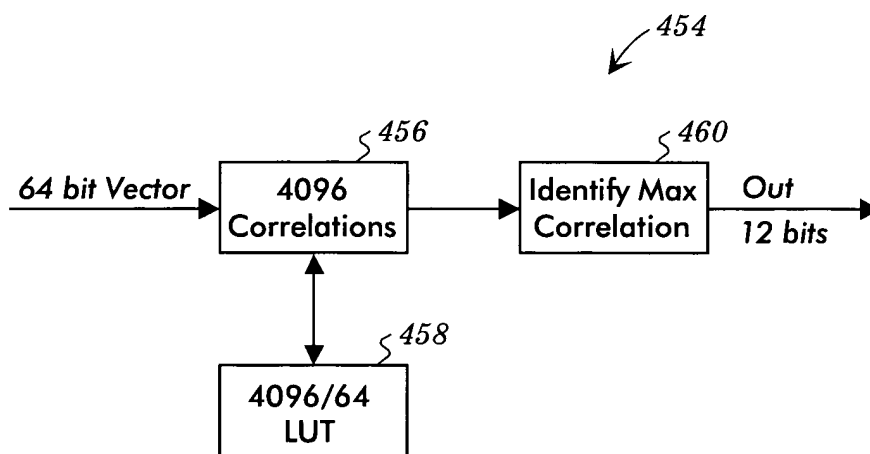 454
456
460
64 bit Vector
4096
Correlations
Identify Max
Correlation
Out
12 bits
458
4096/64
LUT